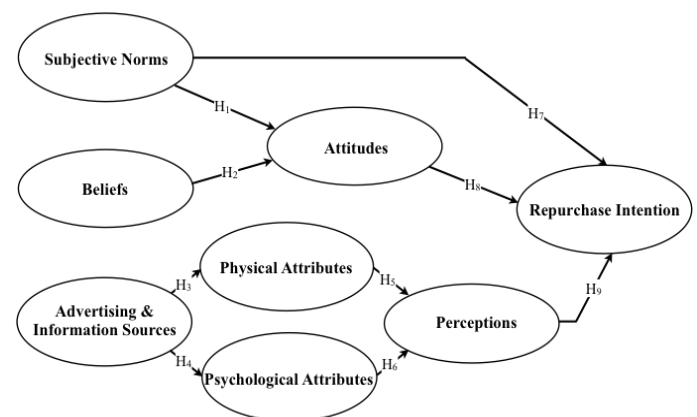 Subjective Norms
H1
H7
Attitudes
Beliefs
H2
H8
Repurchase Intention
Physical Attributes
H3
H5
H9
Advertising &
Information Sources
Perceptions
H4
H6
Psychological Attributes